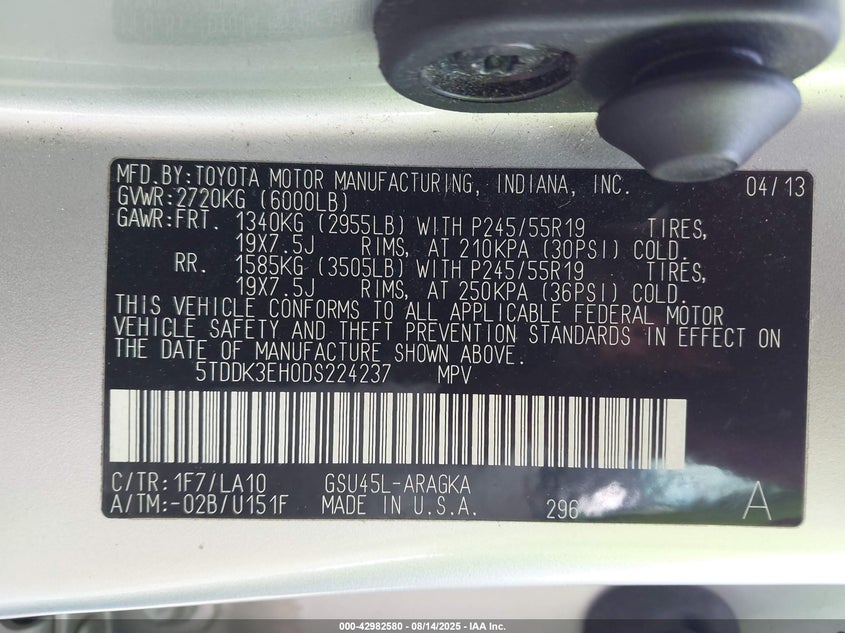 MFD.BY:TOYOTA MOTOR MANUFACTURING, INDIANA, INC. 04/13
GVWR:2720KG (6000LB)
GAWR:FRT. 1340KG (2955LB) WITH P245/55R19 TIRES,
19X7.5J RIMS, AT 210KPA (30PSI) COLD.
RR. 1585KG (3505LB) WITH P245/55R19 TIRES,
19X7.5J RIMS, AT 250KPA (36PSI) COLD.
THIS VEHICLE CONFORMS TO ALL APPLICABLE FEDERAL MOTOR
VEHICLE SAFETY AND THEFT PREVENTION STANDARDS IN EFFECT ON
THE DATE OF MANUFACTURE SHOWN ABOVE.
5TDDK3EH0DS224237 MPV
C/TR:1F7/LA10 GSU45L-ARAGKA
A/TM:-02B/U151F MADE IN U.S.A. 296 A
000-42982580 - 08/14/2025 - IAA Inc.